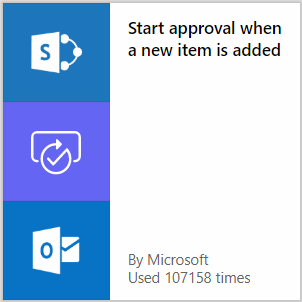 Start approval when
a new item is added
S
O
By Microsoft
Used 107158 times